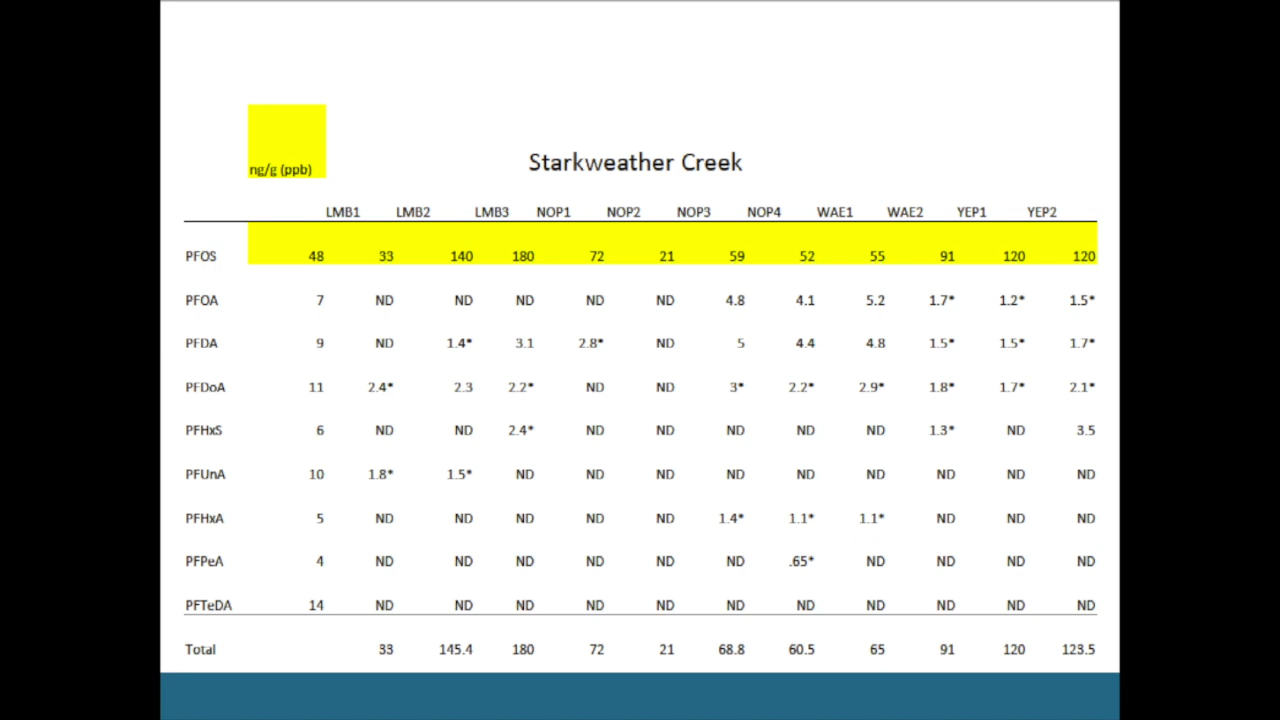 ng/g (ppb)
Starkweather Creek
LMB1 LMB2 LMB3 NOP1 NOP2 NOP3 NOP4 WAE1 WAE2 YEP1 YEP2
PFOS 48 33 140 180 72 21 59 52 55 91 120 120
PFOA 7 ND ND ND ND ND 4.8 4.1 5.2 1.7* 1.2* 1.5*
PFDA 9 ND 1.4* 3.1 2.8* ND 5 4.4 4.8 1.5* 1.5* 1.7*
PFDoA 11 2.4* 2.3 2.2* ND ND 3* 2.2* 2.9* 1.8* 1.7* 2.1*
PFHxS 6 ND ND 2.4* ND ND ND ND ND 1.3* ND 3.5
PFUnA 10 1.8* 1.5* ND ND ND ND ND ND ND ND ND
PFHxA 5 ND ND ND ND ND 1.4* 1.1* 1.1* ND ND ND
PFPeA 4 ND ND ND ND ND ND .65* ND ND ND ND
PFTeDA 14 ND ND ND ND ND ND ND ND ND ND ND
Total 33 145.4 180 72 21 68.8 60.5 65 91 120 123.5